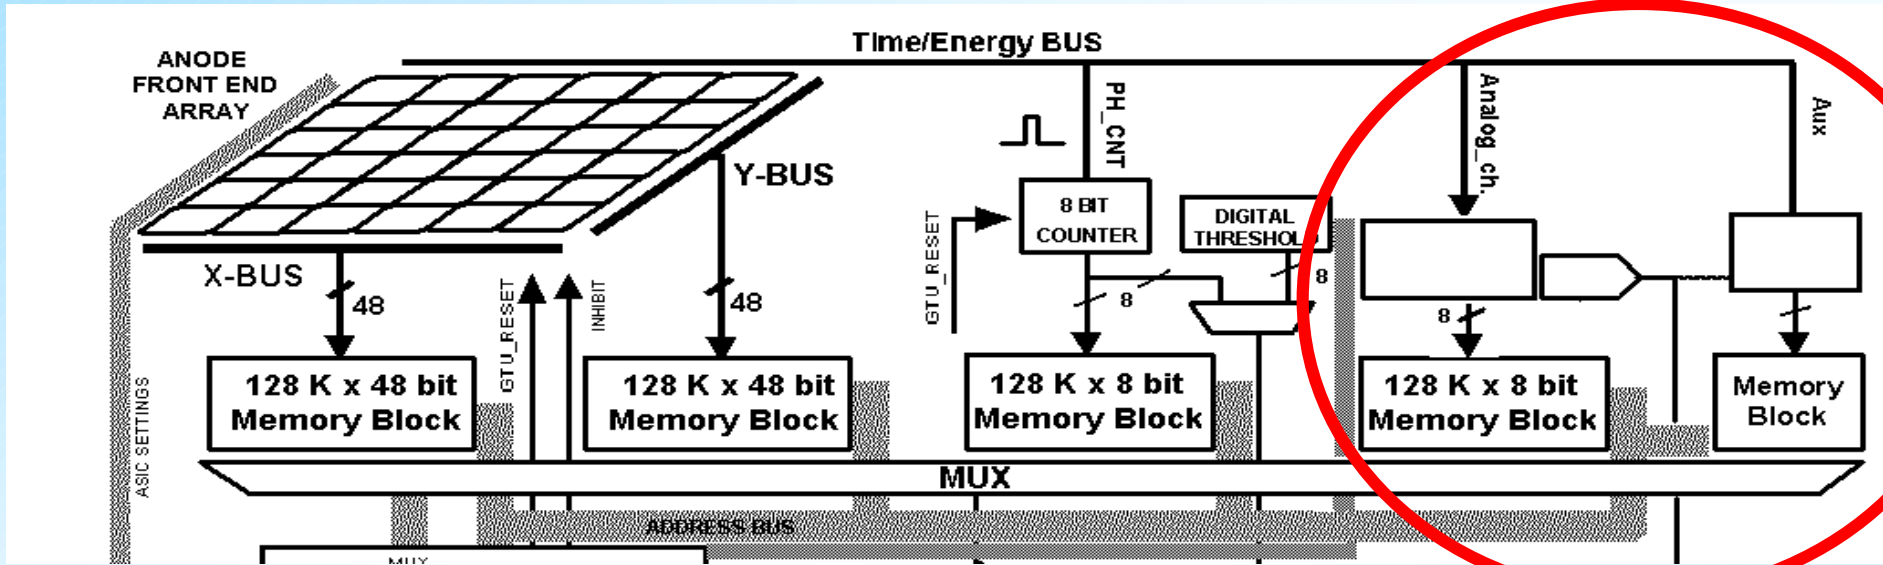 TIme/Energy BUS
ANODE
FRONT END
ARRAY
PH_CNT
Analog_ch.
Aux
Y-BUS
8 BIT
COUNTER
DIGITAL
THRESHOLD
GTU_RESET
X-BUS
48
GTU_RESET
INHIBIT
48
8
8
8
ASIC SETTINGS
128 K x 48 bit
Memory Block
128 K x 48 bit
Memory Block
128 K x 8 bit
Memory Block
128 K x 8 bit
Memory Block
Memory
Block
MUX
ADDRESS BUS
MUX